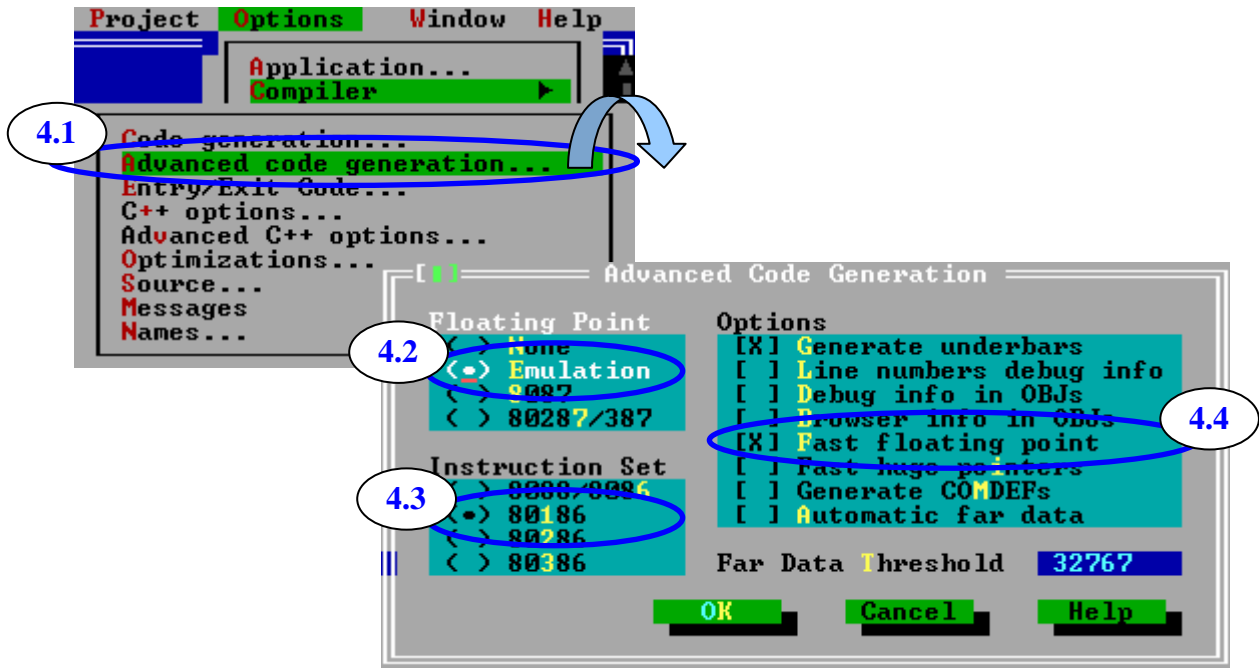 Project Options Window Help
Application...
Compiler
4.1
Code generation...
Advanced code generation...
Entry/Exit Code...
C++ options...
Advanced C++ options...
Optimizations...
Source...
Messages
Names...
Advanced Code Generation
Floating Point
4.2
( ) None
(•) Emulation
( ) 8087
( ) 80287/387
Instruction Set
4.3
( ) 8088/8086
(•) 80186
( ) 80286
( ) 80386
Options
[X] Generate underbars
[ ] Line numbers debug info
[ ] Debug info in OBJs
[ ] Browser info in OBJs
4.4
[X] Fast floating point
[ ] Fast huge pointers
[ ] Generate COMDEFs
[ ] Automatic far data
Far Data Threshold 32767
OK Cancel Help